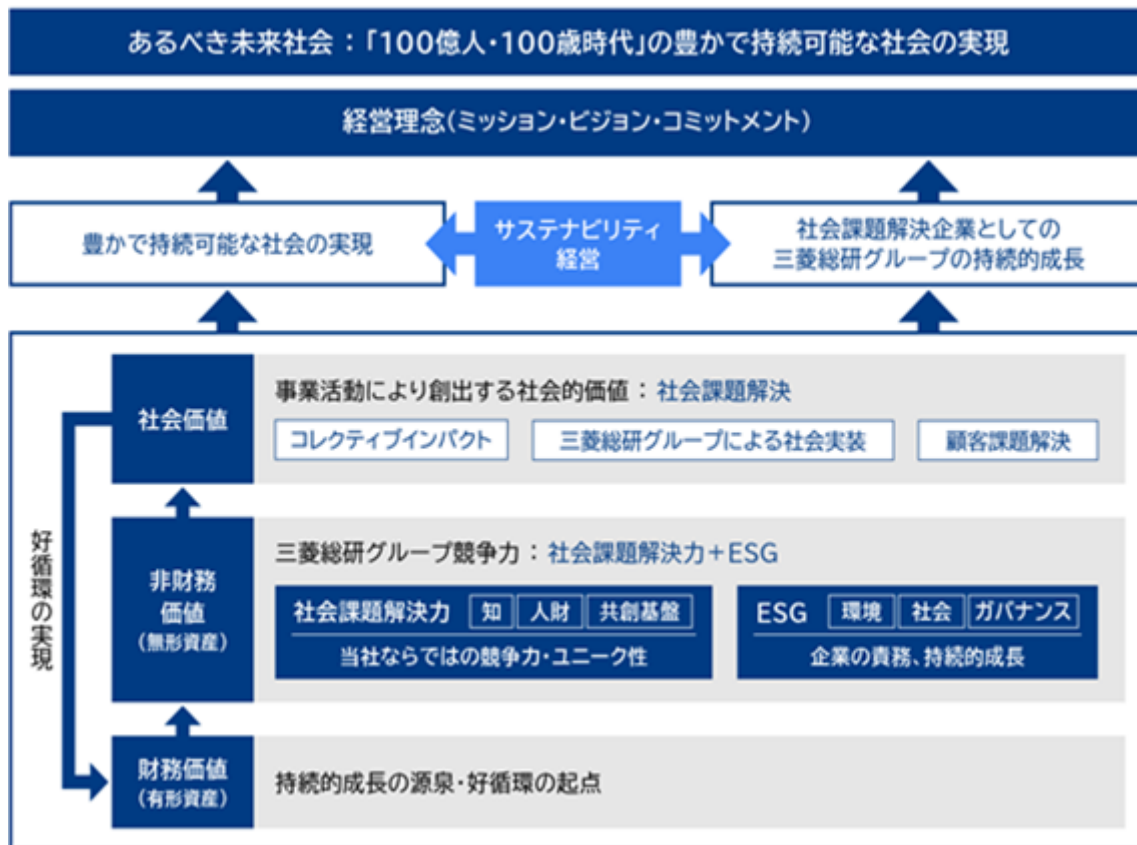 あるべき未来社会：「100億人・100歳時代」の豊かで持続可能な社会の実現
経営理念（ミッション・ビジョン・コミットメント）
豊かで持続可能な社会の実現
サステナビリティ
経営
社会課題解決企業としての
三菱総研グループの持続的成長
好循環の実現
社会価値
事業活動により創出する社会的価値：社会課題解決
コレクティブインパクト
三菱総研グループによる社会実装
顧客課題解決
非財務
価値
（無形資産）
三菱総研グループ競争力：社会課題解決力＋ESG
社会課題解決力 知 人財 共創基盤
当社ならではの競争力・ユニーク性
ESG 環境 社会 ガバナンス
企業の責務、持続的成長
財務価値
（有形資産）
持続的成長の源泉・好循環の起点